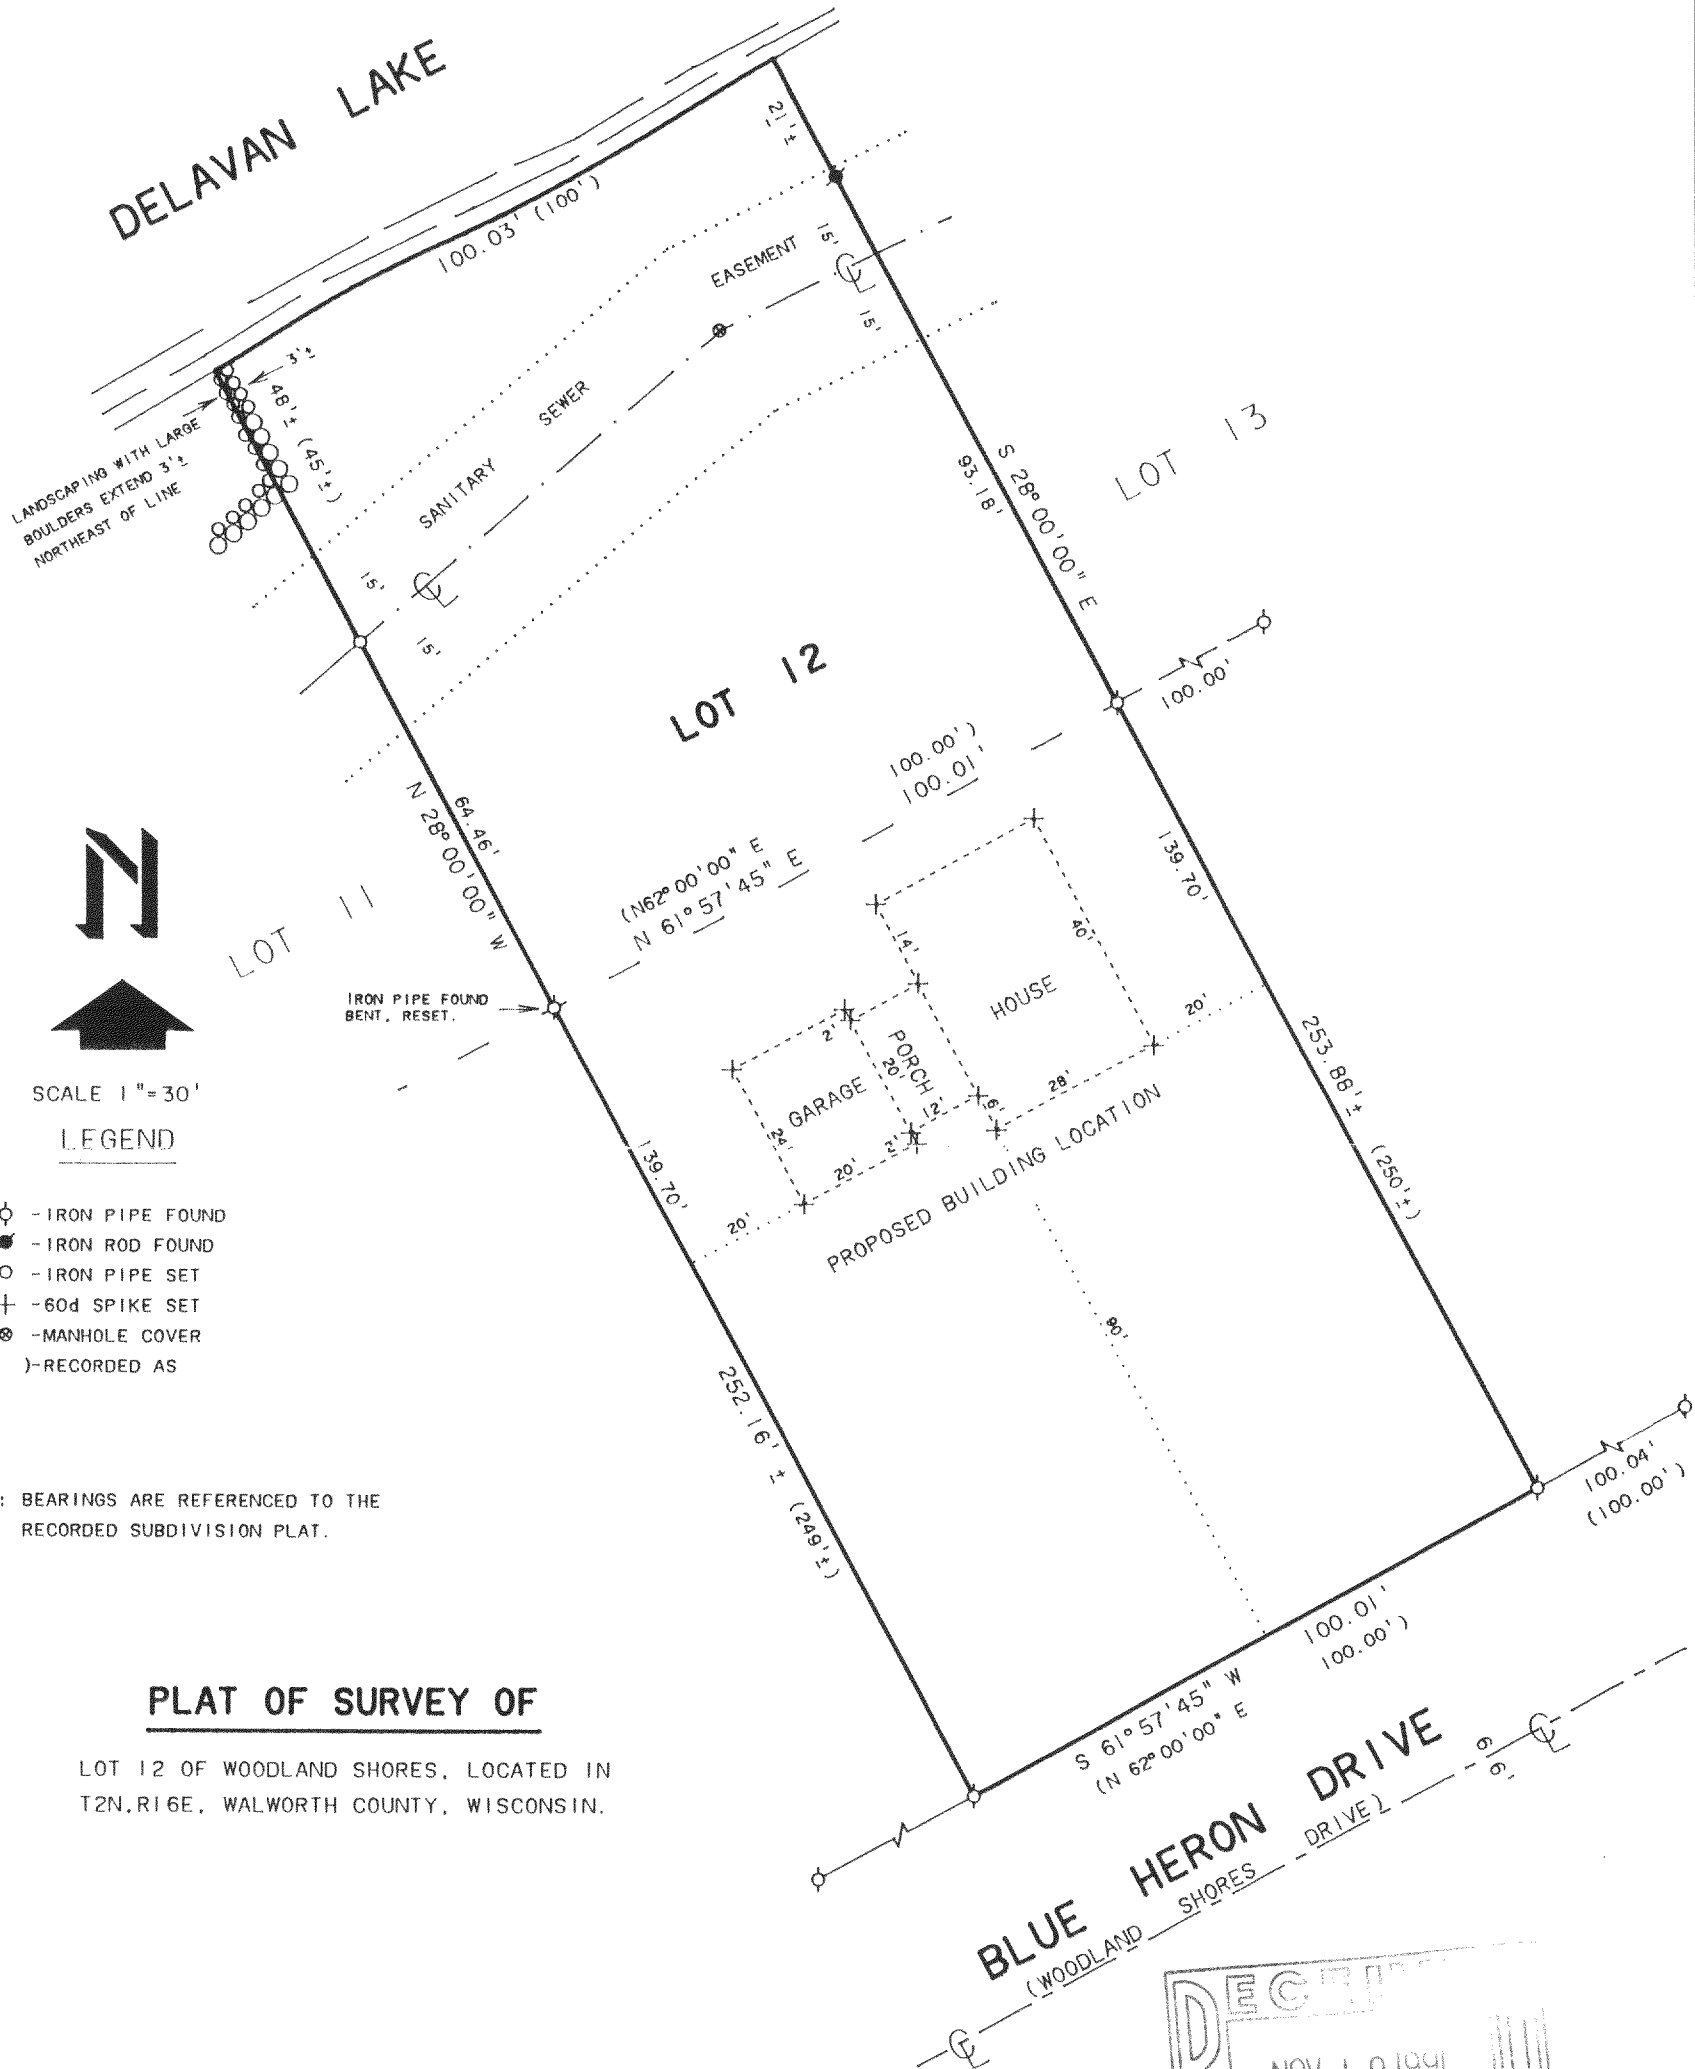 DELAVAN LAKE
21'±
100.03' (100')
15'
EASEMENT
15'
3'±
48'± (45'±)
LANDSCAPING WITH LARGE
BOULDERS EXTEND 3'±
NORTHEAST OF LINE
SANITARY SEWER
15'
15'
LOT 13
S 28°00'00" E
93.18'
LOT 12
100.00'
100.00')
100.01'
(N62°00'00" E
N 61°57'45" E
64.46'
N 28°00'00" W
LOT 11
N
139.70'
40'
14'
HOUSE
20'
IRON PIPE FOUND
BENT, RESET.
2'
PORCH
20'
GARAGE
24'
12'
6'
28'
2'
20'
20'
139.70'
PROPOSED BUILDING LOCATION
253.88'± (250'±)
SCALE 1"=30'
LEGEND
-IRON PIPE FOUND
-IRON ROD FOUND
-IRON PIPE SET
-60d SPIKE SET
-MANHOLE COVER
)-RECORDED AS
90'
252.16'± (249'±)
: BEARINGS ARE REFERENCED TO THE
RECORDED SUBDIVISION PLAT.
100.04'
(100.00')
100.01'
100.00')
S 61°57'45" W
(N 62°00'00" E
PLAT OF SURVEY OF
LOT 12 OF WOODLAND SHORES, LOCATED IN
T2N,R16E, WALWORTH COUNTY, WISCONSIN.
BLUE HERON DRIVE
(WOODLAND SHORES DRIVE)
66'
NOV 1991